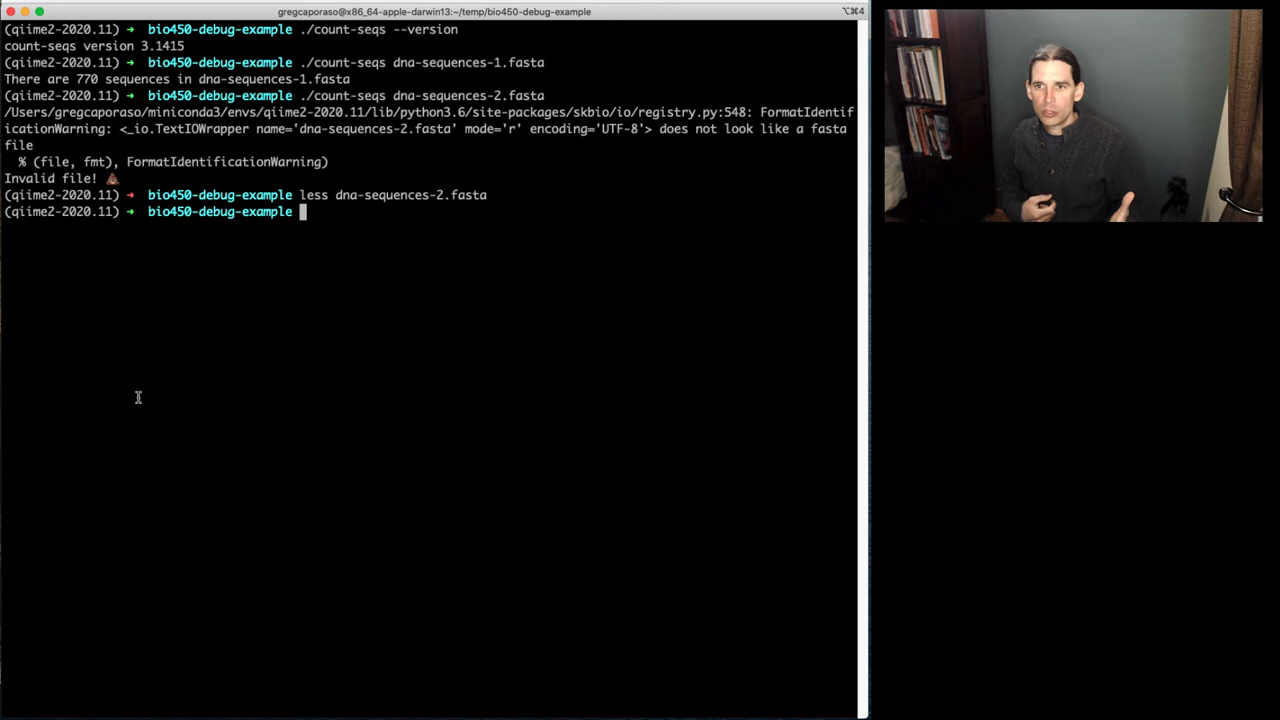 gregcaporaso@x86_64-apple-darwin13:~/temp/bio450-debug-example
⌥⌘4
(qiime2-2020.11) ➜  bio450-debug-example ./count-seqs --version
count-seqs version 3.1415
(qiime2-2020.11) ➜  bio450-debug-example ./count-seqs dna-sequences-1.fasta
There are 770 sequences in dna-sequences-1.fasta
(qiime2-2020.11) ➜  bio450-debug-example ./count-seqs dna-sequences-2.fasta
/Users/gregcaporaso/miniconda3/envs/qiime2-2020.11/lib/python3.6/site-packages/skbio/io/registry.py:548: FormatIdentif
icationWarning: <_io.TextIOWrapper name='dna-sequences-2.fasta' mode='r' encoding='UTF-8'> does not look like a fasta
file
  % (file, fmt), FormatIdentificationWarning)
Invalid file! 💩
(qiime2-2020.11) ➜  bio450-debug-example less dna-sequences-2.fasta
(qiime2-2020.11) ➜  bio450-debug-example